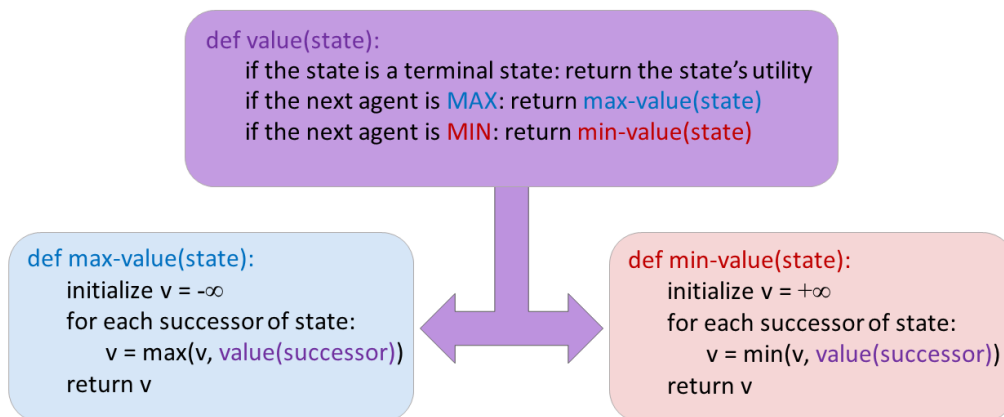 def value(state):
if the state is a terminal state: return the state’s utility
if the next agent is MAX: return max-value(state)
if the next agent is MIN: return min-value(state)
def max-value(state):
initialize v = -∞
for each successor of state:
v = max(v, value(successor))
return v
def min-value(state):
initialize v = +∞
for each successor of state:
v = min(v, value(successor))
return v